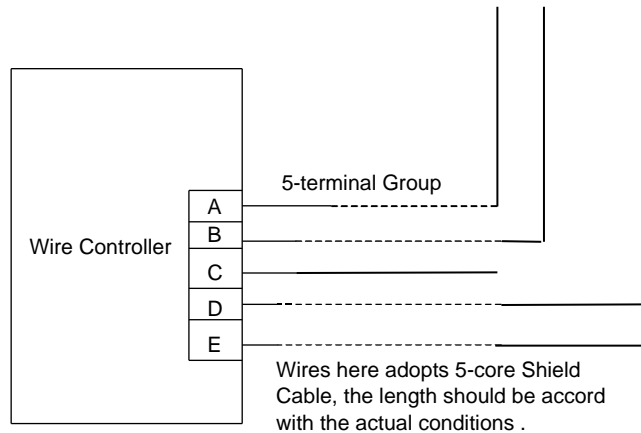 5-terminal Group
A
B
Wire Controller
C
D
E
Wires here adopts 5-core Shield
Cable, the length should be accord
with the actual conditions .